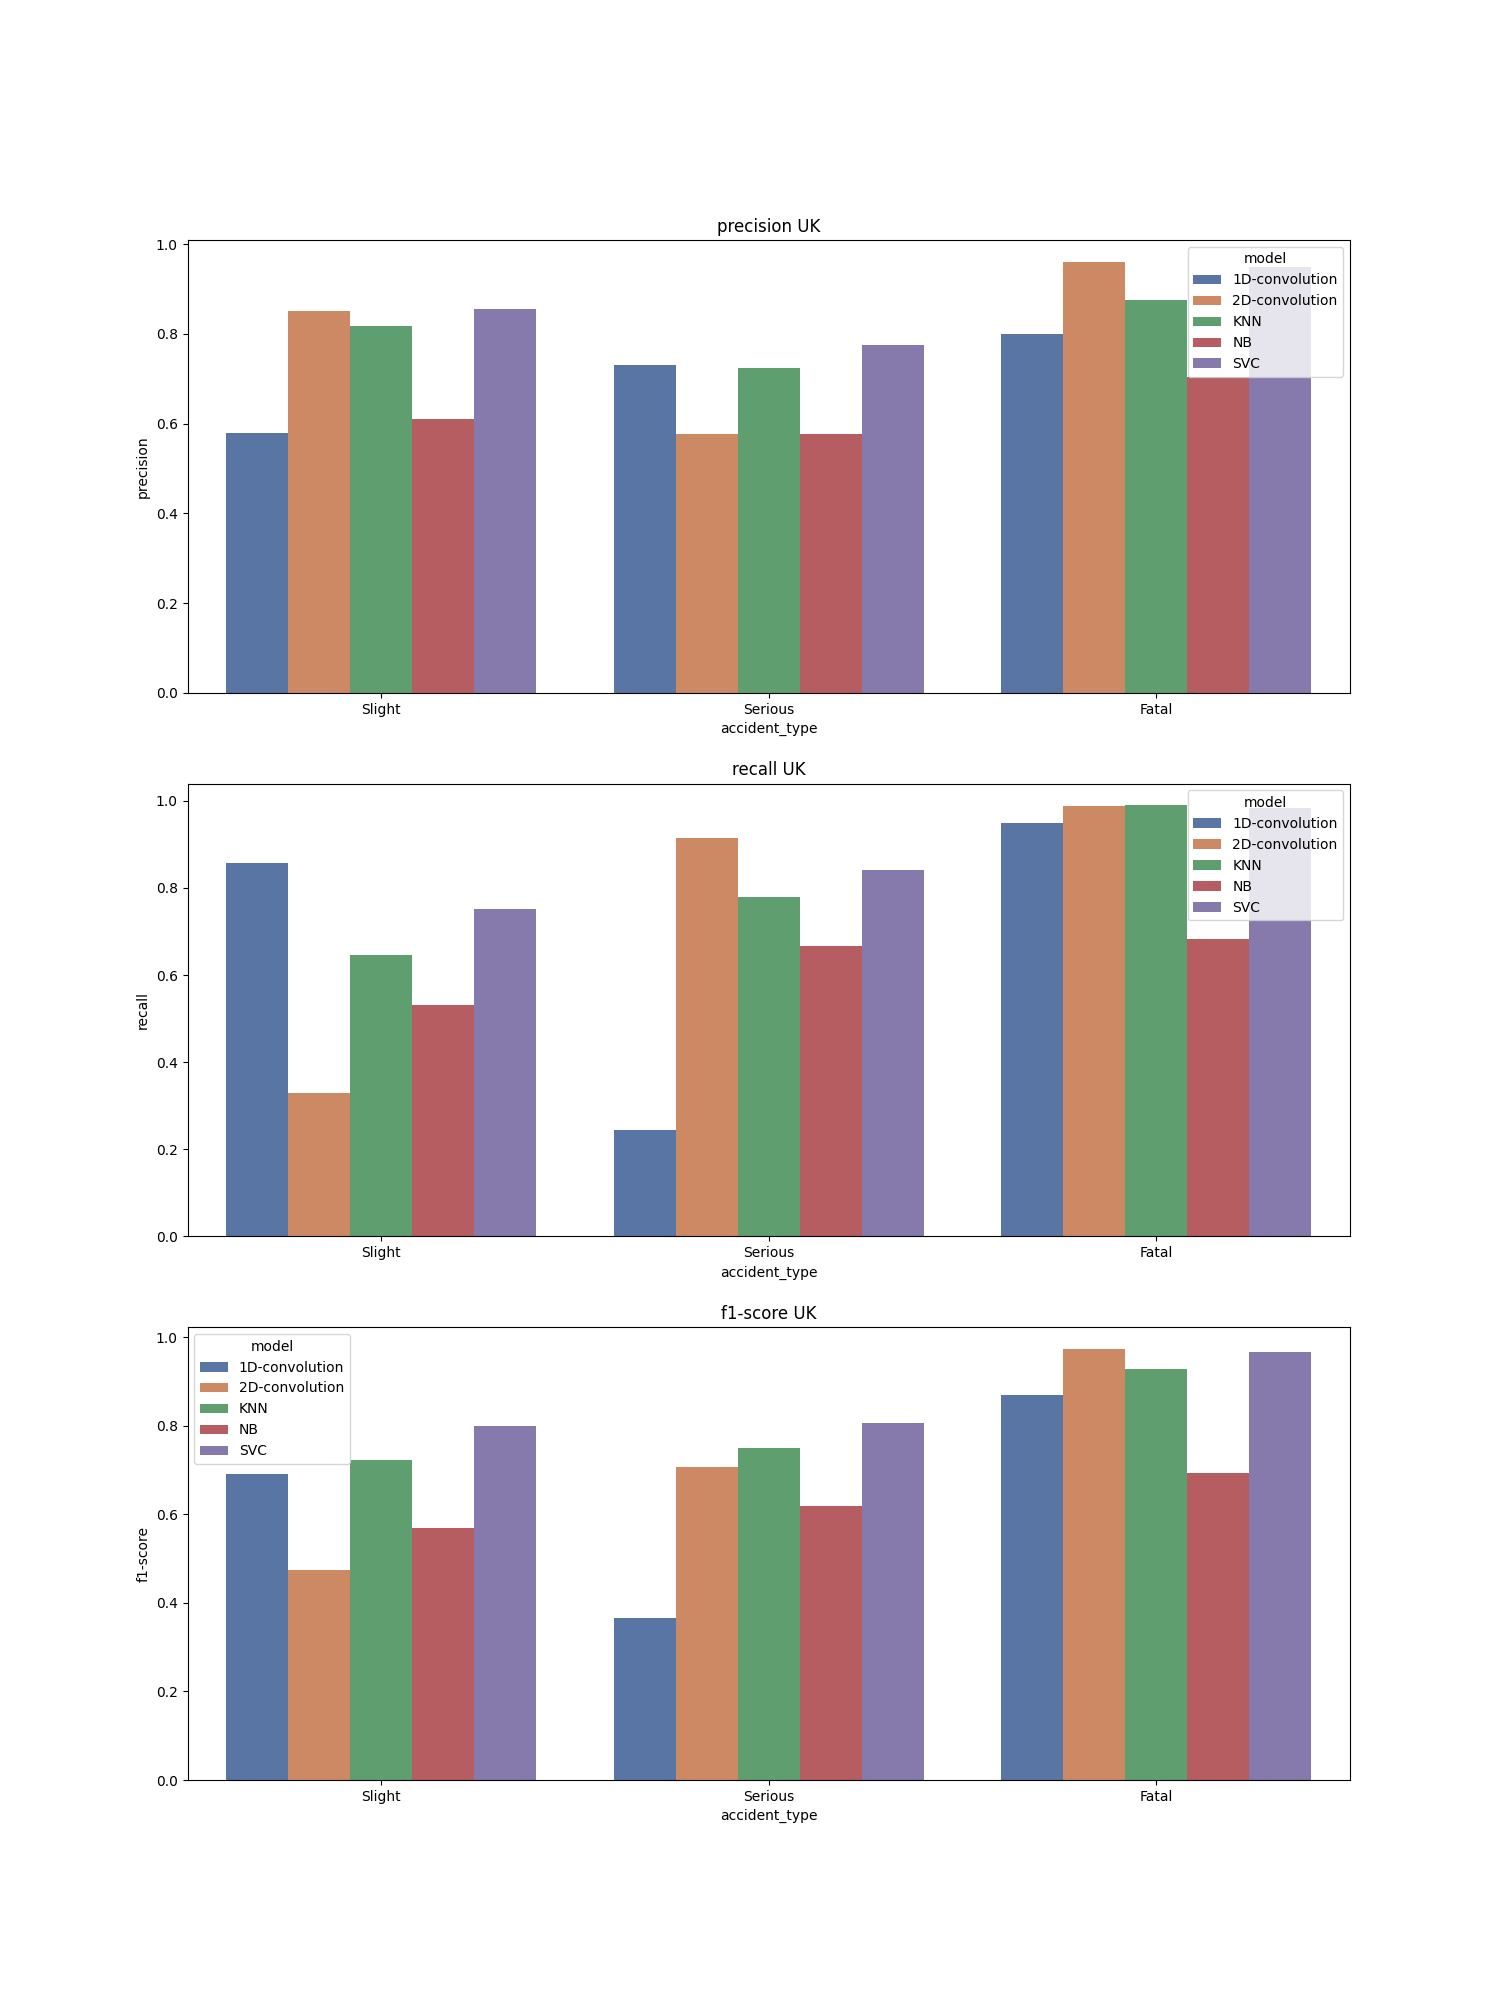 precision UK
1.0
0.8
0.6
0.4
0.2
0.0
precision
model
1D-convolution
2D-convolution
KNN
NB
SVC
Slight Serious Fatal
accident_type
recall UK
1.0
0.8
0.6
0.4
0.2
0.0
recall
model
1D-convolution
2D-convolution
KNN
NB
SVC
Slight Serious Fatal
accident_type
f1-score UK
1.0
0.8
0.6
0.4
0.2
0.0
f1-score
model
1D-convolution
2D-convolution
KNN
NB
SVC
Slight Serious Fatal
accident_type